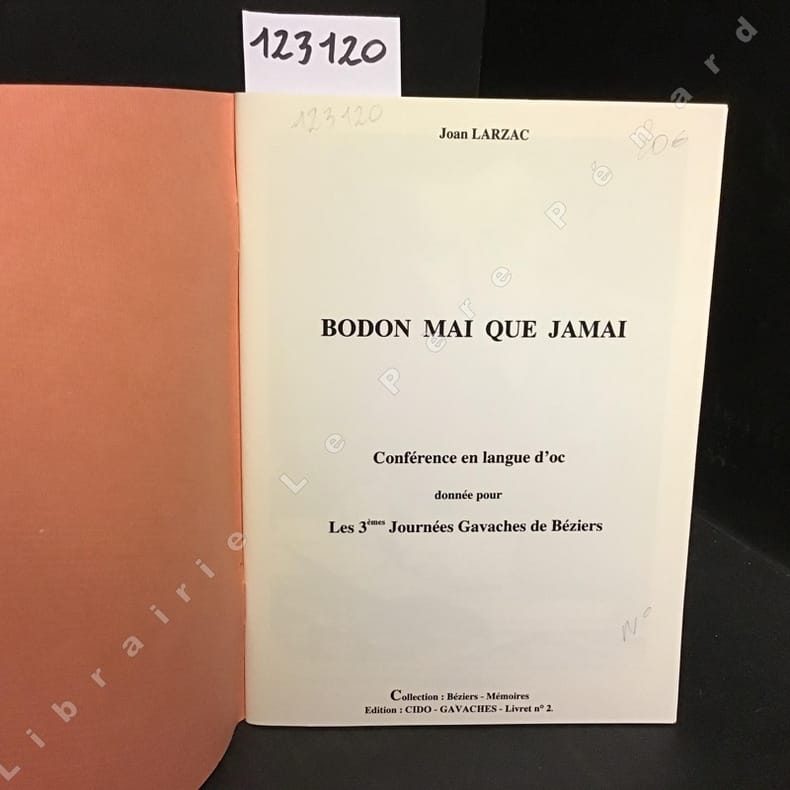 123120
123120
Joan LARZAC
806
BODON MAI QUE JAMAI
Conférence en langue d'oc
donnée pour
Les 3èmes Journées Gavaches de Béziers
N°
Collection : Béziers - Mémoires
Edition : CIDO - GAVACHES - Livret n° 2.
Librairie Le Père Pénard